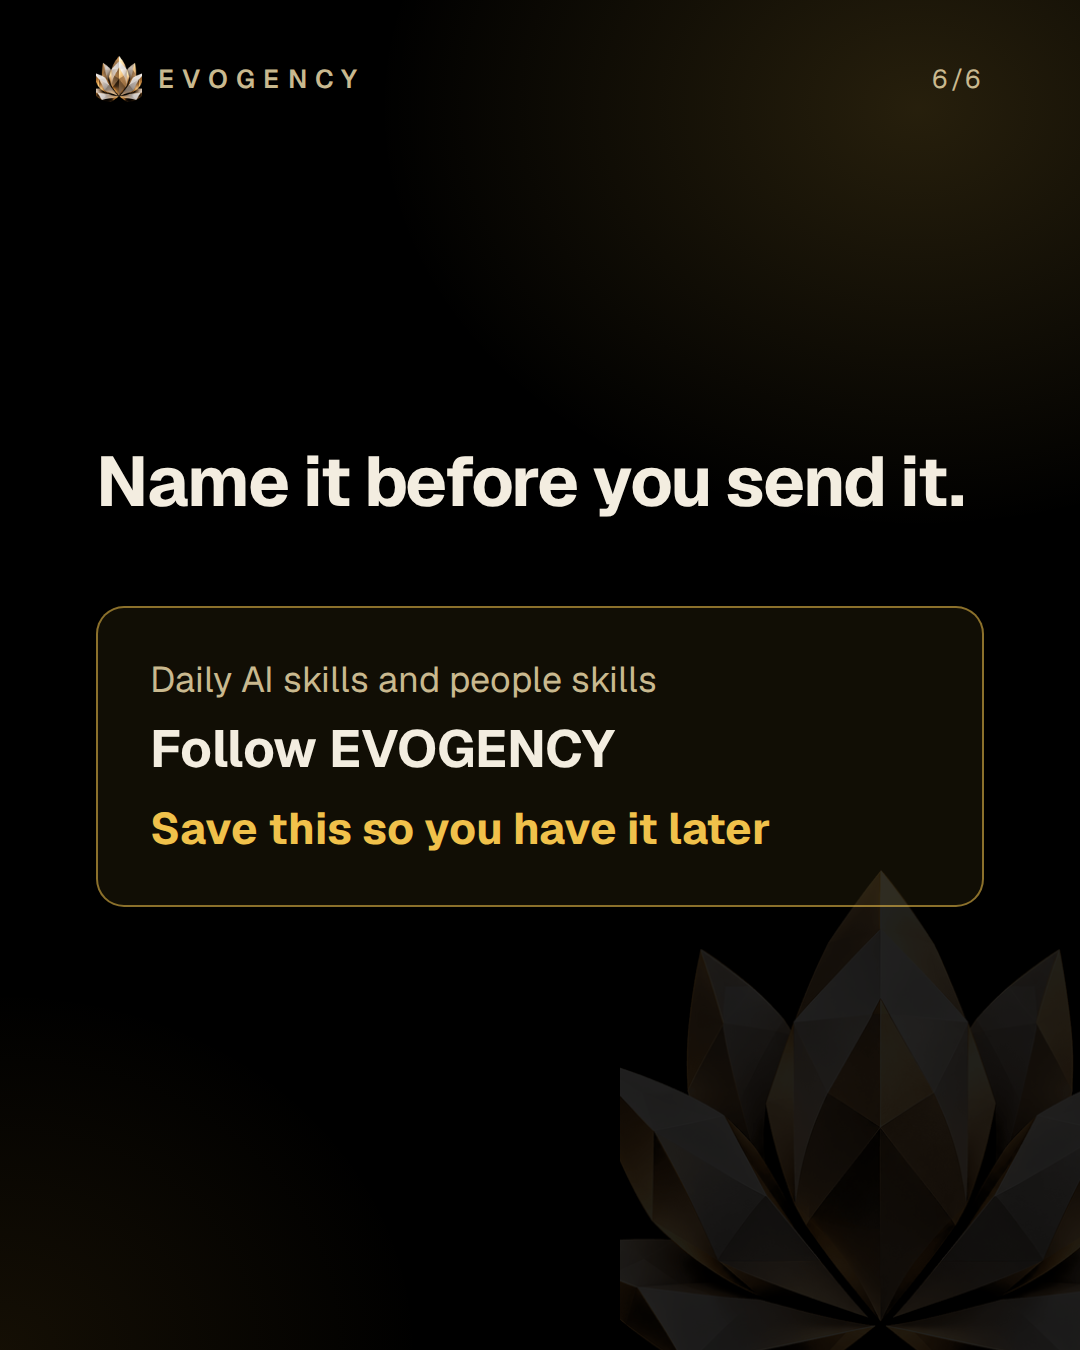 EVOGENCY
6/6
Name it before you send it.
Daily AI skills and people skills
Follow EVOGENCY
Save this so you have it later